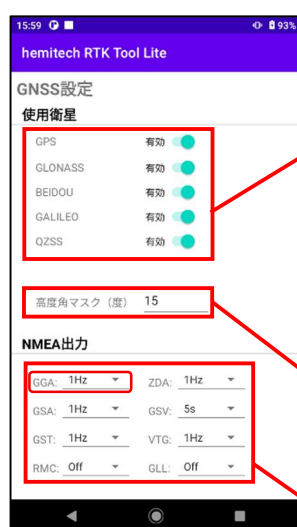 15:59 93%
hemitech RTK Tool Lite
GNSS設定
使用衛星
GPS 有効
GLONASS 有効
BEIDOU 有効
GALILEO 有効
QZSS 有効
高度角マスク（度） 15
NMEA出力
GGA: 1Hz ZDA: 1Hz
GSA: 1Hz GSV: 5s
GST: 1Hz VTG: 1Hz
RMC: Off GLL: Off